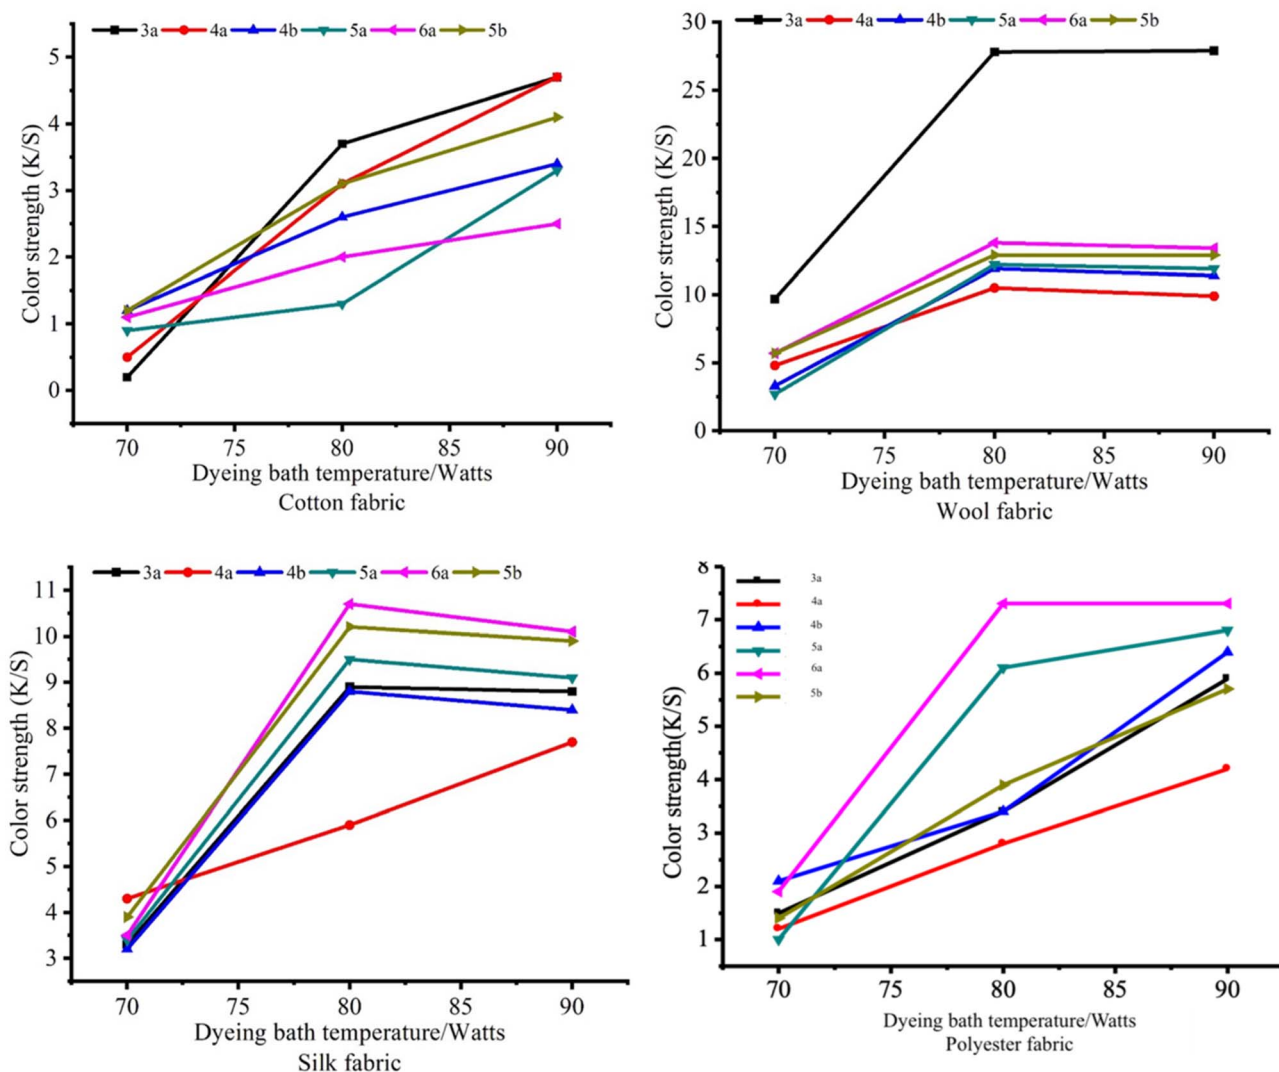 3a 4a 4b 5a 6a 5b
5
4
3
2
1
0
Color strength (K/S)
70 75 80 85 90
Dyeing bath temperature/Watts
Cotton fabric
3a 4a 4b 5a 6a 5b
30
25
20
15
10
5
0
Color strength (K/S)
70 75 80 85 90
Dyeing bath temperature/Watts
Wool fabric
3a 4a 4b 5a 6a 5b
11
10
9
8
7
6
5
4
3
Color strength (K/S)
70 75 80 85 90
Dyeing bath temperature/Watts
Silk fabric
3a
4a
4b
5a
6a
5b
8
7
6
5
4
3
2
1
Color strength(K/S)
70 75 80 85 90
Dyeing bath temperature/Watts
Polyester fabric